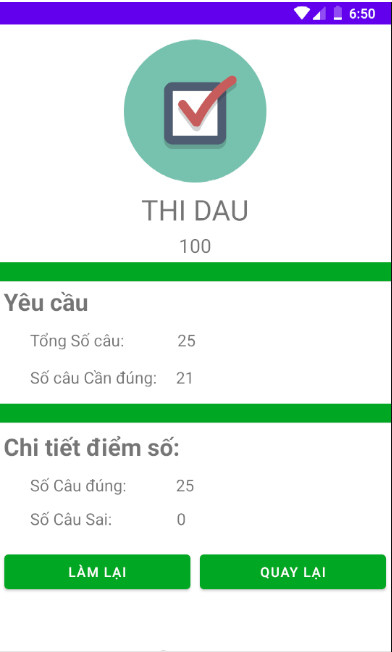 6:50
THI DAU
100
Yêu cầu
Tổng Số câu: 25
Số câu Cần đúng: 21
Chi tiết điểm số:
Số Câu đúng: 25
Số Câu Sai: 0
LÀM LẠI QUAY LẠI